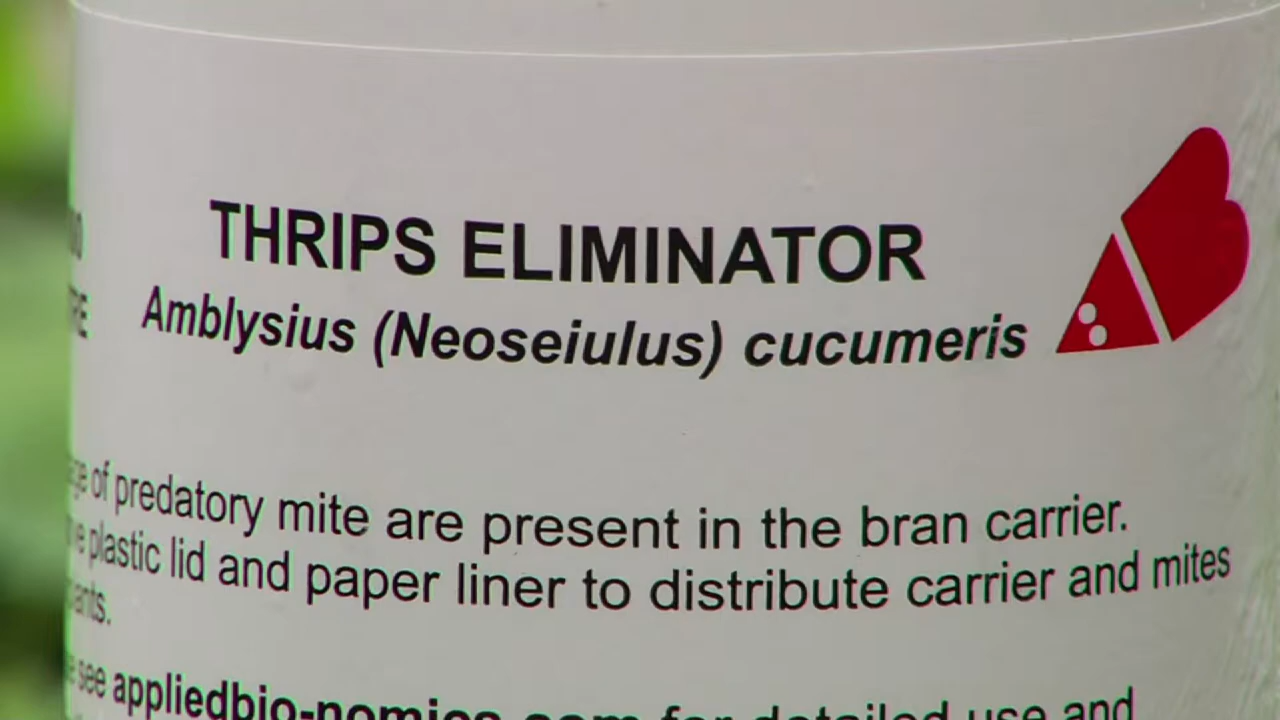 THRIPS ELIMINATOR
Amblysius (Neoseiulus) cucumeris
of predatory mite are present in the bran carrier.
plastic lid and paper liner to distribute carrier and mites
see appliedbio-nomics.com for detailed use and